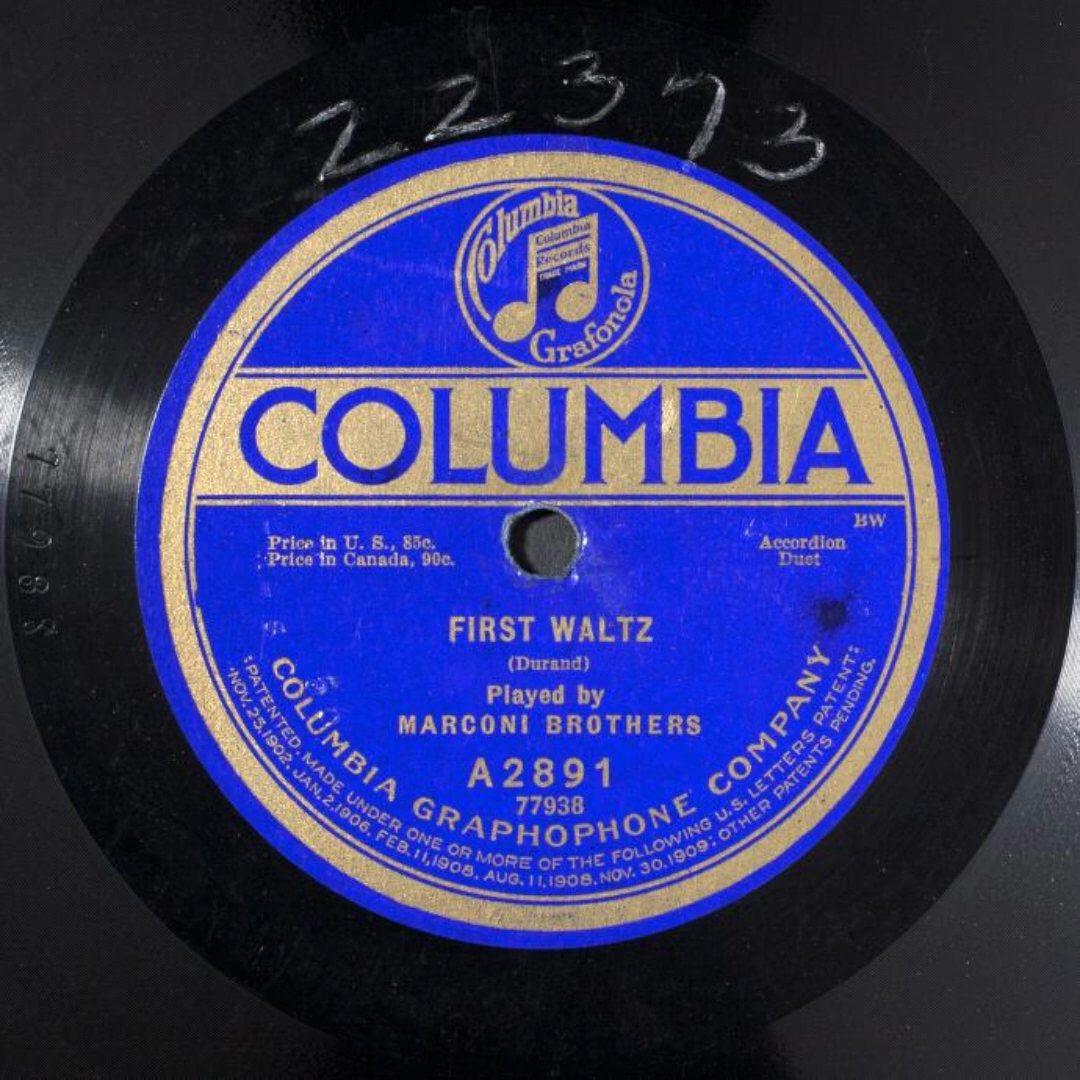 22373
Columbia
Columbia
Records
TRADE MARK
Grafonola
COLUMBIA
BW
Price in U. S., 85c.
Price in Canada, 90c.
Accordion
Duet
FIRST WALTZ
(Durand)
Played by
MARCONI BROTHERS
A2891
77938
COLUMBIA GRAPHOPHONE COMPANY
:PATENTED. MADE UNDER ONE OR MORE OF THE FOLLOWING U.S. LETTERS PATENT:
·NOV. 25,1902. JAN. 2,1906, FEB. 11,1908. AUG. 11,1908. NOV. 30.1909: OTHER PATENTS PENDING.